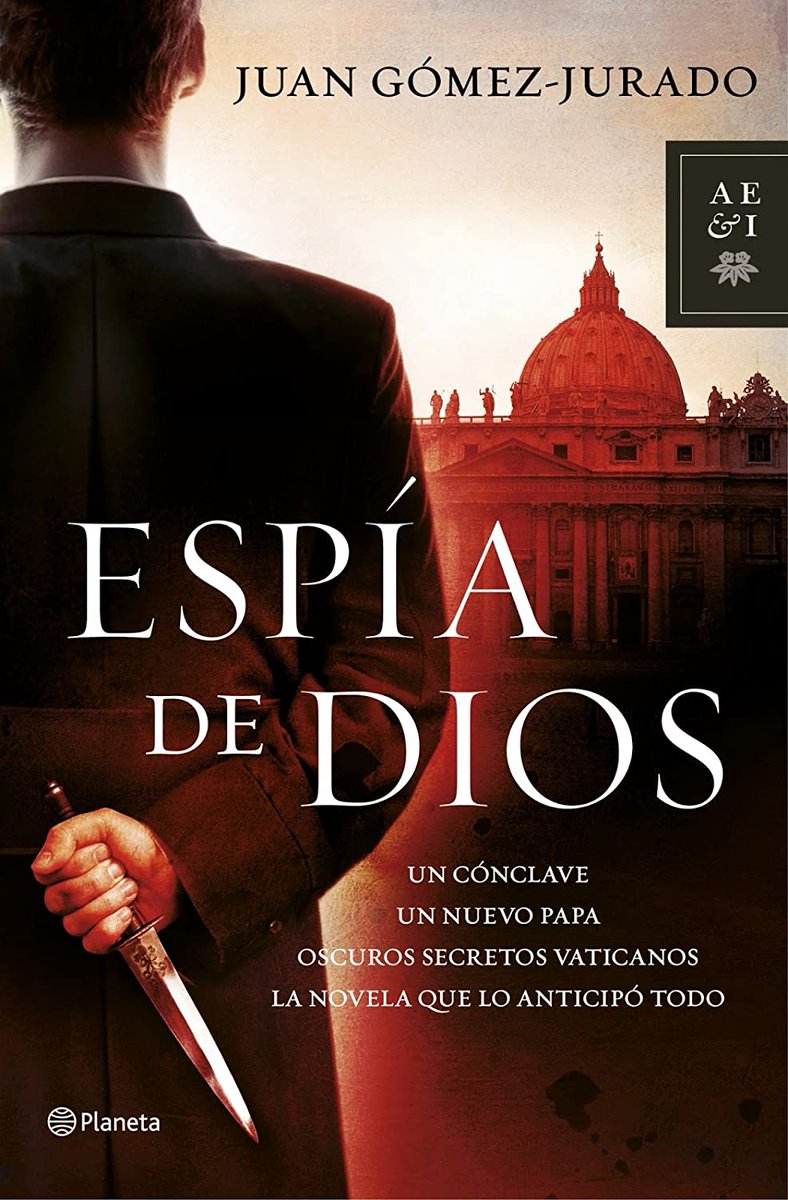 JUAN GÓMEZ-JURADO
A E
& I
ESPÍA
DE DIOS
UN CÓNCLAVE
UN NUEVO PAPA
OSCUROS SECRETOS VATICANOS
LA NOVELA QUE LO ANTICIPÓ TODO
Planeta